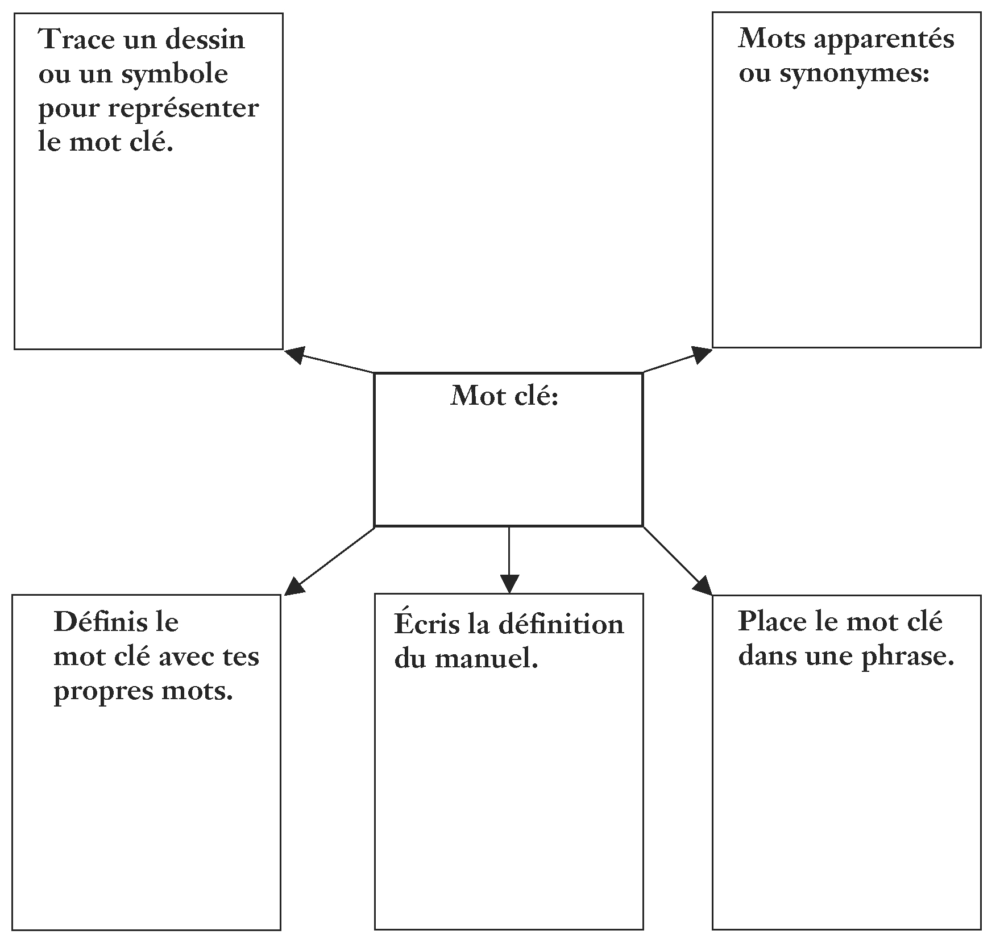 Trace un dessin
ou un symbole
pour représenter
le mot clé.
Mots apparentés
ou synonymes:
Mot clé:
Définis le
mot clé avec tes
propres mots.
Écris la définition
du manuel.
Place le mot clé
dans une phrase.